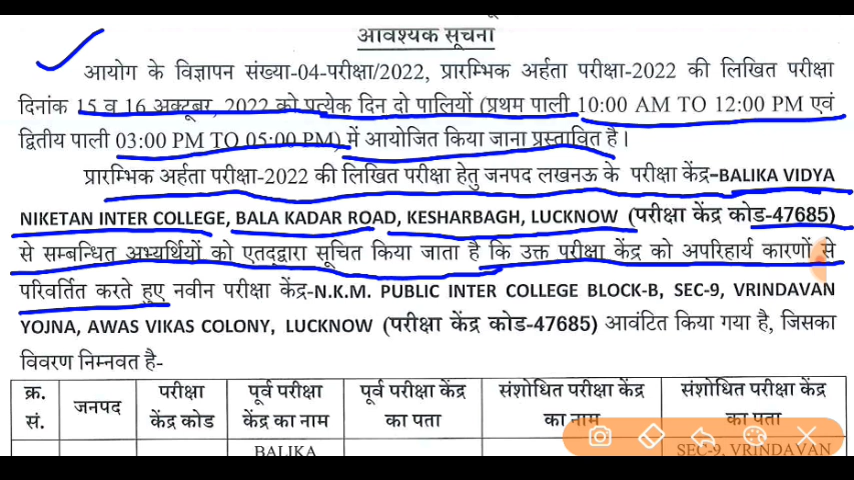 आवश्यक सूचना
आयोग के विज्ञापन संख्या-04-परीक्षा/2022, प्रारम्भिक अर्हता परीक्षा-2022 की लिखित परीक्षा
दिनांक 15 व 16 अक्टूबर, 2022 को प्रत्येक दिन दो पालियों (प्रथम पाली 10:00 AM TO 12:00 PM एवं
द्वितीय पाली 03:00 PM TO 05:00 PM) में आयोजित किया जाना प्रस्तावित है।
प्रारम्भिक अर्हता परीक्षा-2022 की लिखित परीक्षा हेतु जनपद लखनऊ के परीक्षा केंद्र-BALIKA VIDYA
NIKETAN INTER COLLEGE, BALA KADAR ROAD, KESHARBAGH, LUCKNOW (परीक्षा केंद्र कोड-47685)
से सम्बन्धित अभ्यर्थियों को एतद्द्वारा सूचित किया जाता है कि उक्त परीक्षा केंद्र को अपरिहार्य कारणों से
परिवर्तित करते हुए नवीन परीक्षा केंद्र-N.K.M. PUBLIC INTER COLLEGE BLOCK-B, SEC-9, VRINDAVAN
YOJNA, AWAS VIKAS COLONY, LUCKNOW (परीक्षा केंद्र कोड-47685) आवंटित किया गया है, जिसका
विवरण निम्नवत है-
क्र. सं. जनपद परीक्षा केंद्र कोड पूर्व परीक्षा केंद्र का नाम पूर्व परीक्षा केंद्र का पता संशोधित परीक्षा केंद्र का नाम संशोधित परीक्षा केंद्र का पता
BALIKA SEC-9, VRINDAVAN